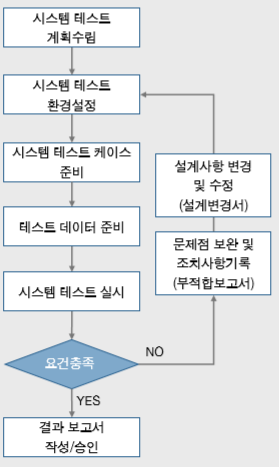 시스템 테스트
계획수립
시스템 테스트
환경설정
시스템 테스트 케이스
준비
테스트 데이터 준비
시스템 테스트 실시
요건충족
NO
YES
결과 보고서
작성/승인
설계사항 변경
및 수정
(설계변경서)
문제점 보완 및
조치사항기록
(부적합보고서)